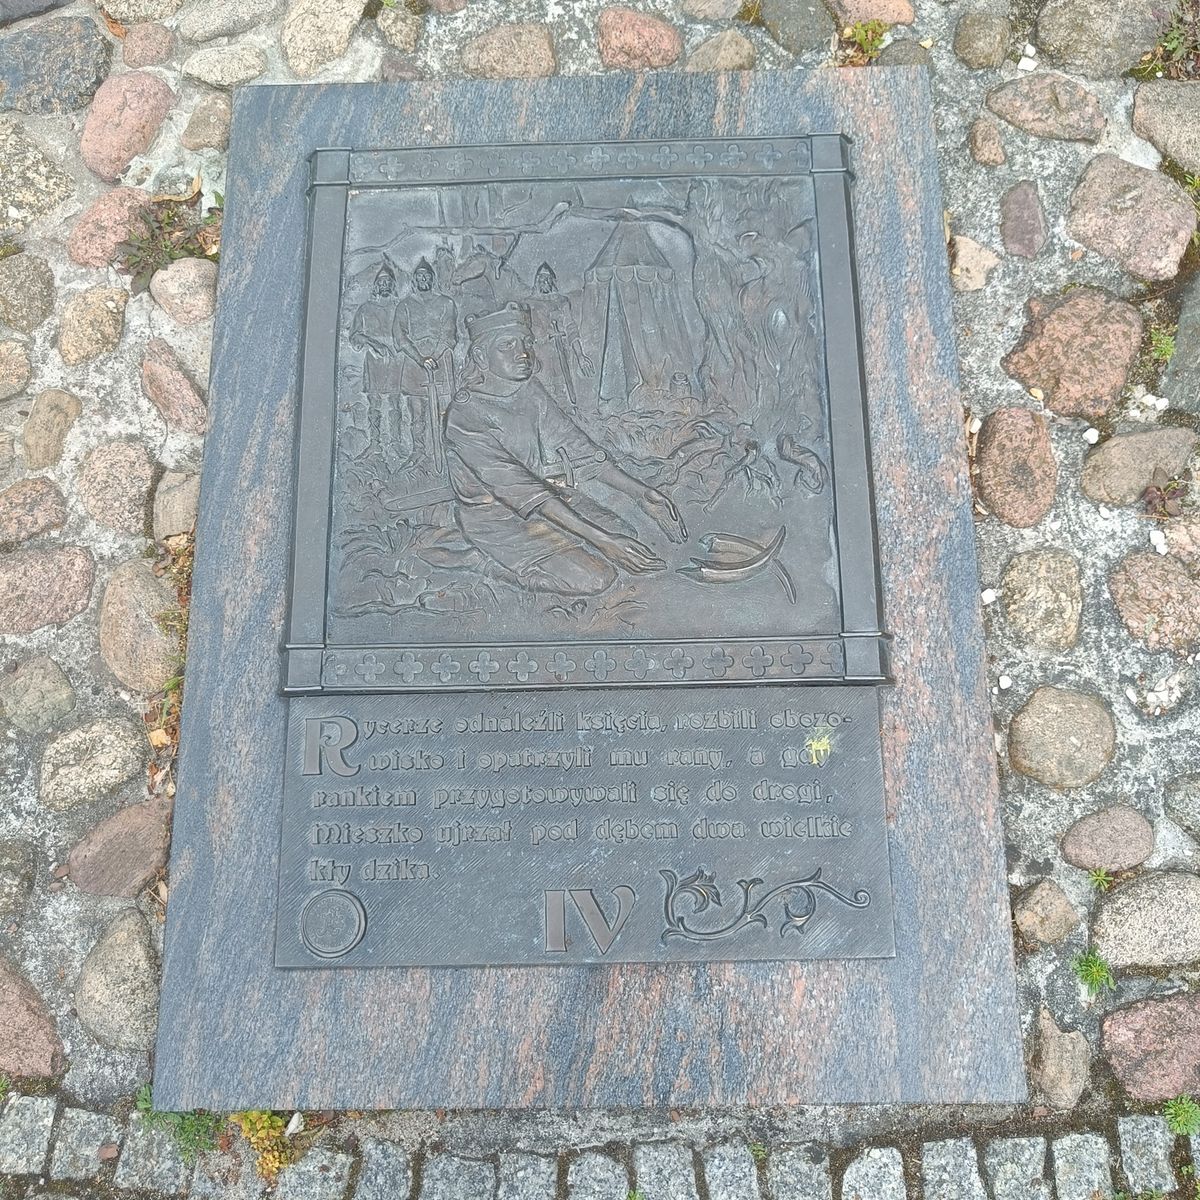 Rycerze odnaleźli księcia, rozbili obozo-
wisko i opatrzyli mu rany, a gdy
rankiem przygotowywali się do drogi,
Mieszko ujrzał pod dębem dwa wielkie
kły dzika.
IV